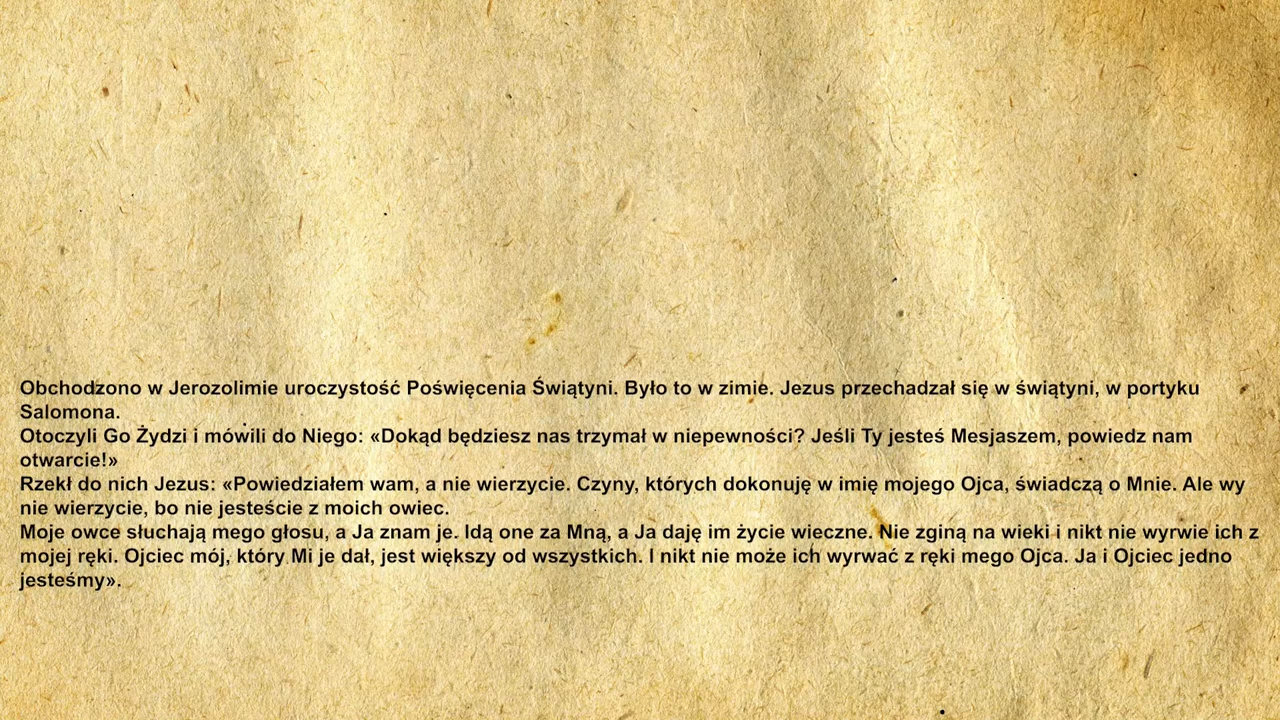 Obchodzono w Jerozolimie uroczystość Poświęcenia Świątyni. Było to w zimie. Jezus przechadzał się w świątyni, w portyku
Salomona.
Otoczyli Go Żydzi i mówili do Niego: «Dokąd będziesz nas trzymał w niepewności? Jeśli Ty jesteś Mesjaszem, powiedz nam
otwarcie!»
Rzekł do nich Jezus: «Powiedziałem wam, a nie wierzycie. Czyny, których dokonuję w imię mojego Ojca, świadczą o Mnie. Ale wy
nie wierzycie, bo nie jesteście z moich owiec.
Moje owce słuchają mego głosu, a Ja znam je. Idą one za Mną, a Ja daję im życie wieczne. Nie zginą na wieki i nikt nie wyrwie ich z
mojej ręki. Ojciec mój, który Mi je dał, jest większy od wszystkich. I nikt nie może ich wyrwać z ręki mego Ojca. Ja i Ojciec jedno
jesteśmy».